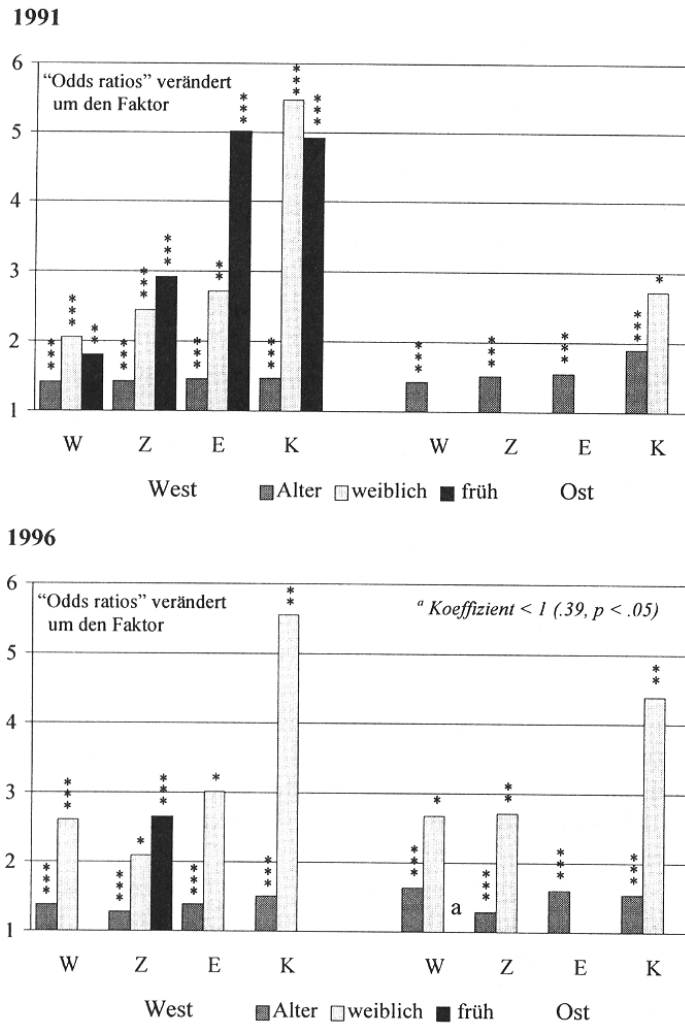 1991
6
5
4
3
2
1
“Odds ratios” verändert
um den Faktor
*** *** ** *** *** *** *** ** *** *** *** *** *** *** *** *** *
W Z E K W Z E K
West Alter weiblich früh Ost
1996
6
5
4
3
2
1
“Odds ratios” verändert
um den Faktor
a Koeffizient < 1 (.39, p < .05)
*** *** *** * *** *** * *** ** *** * a *** ** *** *** **
W Z E K W Z E K
West Alter weiblich früh Ost